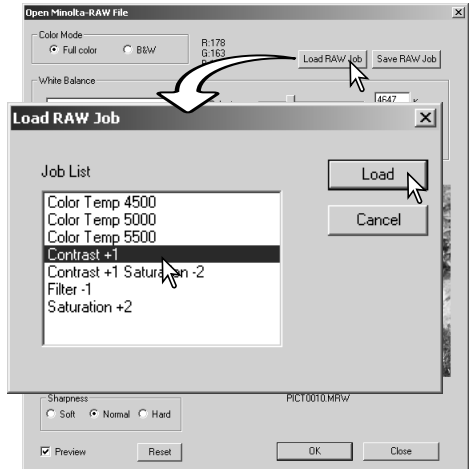 Open Minolta-RAW File
Color Mode
Full color B&W
R:178
G:163
Load RAW Job Save RAW Job
White Balance
4647
Load RAW Job
Job List
Color Temp 4500
Color Temp 5000
Color Temp 5500
Contrast +1
Contrast +1 Saturation -2
Filter -1
Saturation +2
Load
Cancel
Sharpness
Soft Normal Hard
PICT0010.MRW
Preview Reset OK Close